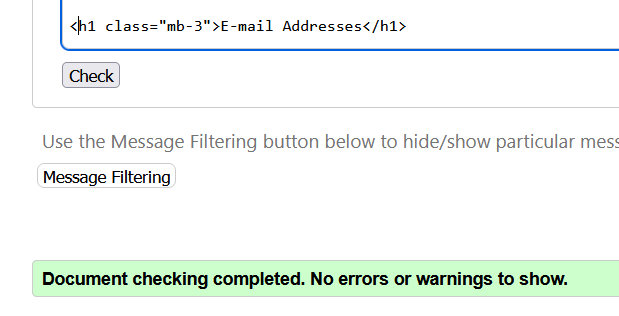 <h1 class="mb-3">E-mail Addresses</h1>
Check
Use the Message Filtering button below to hide/show particular mess
Message Filtering
Document checking completed. No errors or warnings to show.